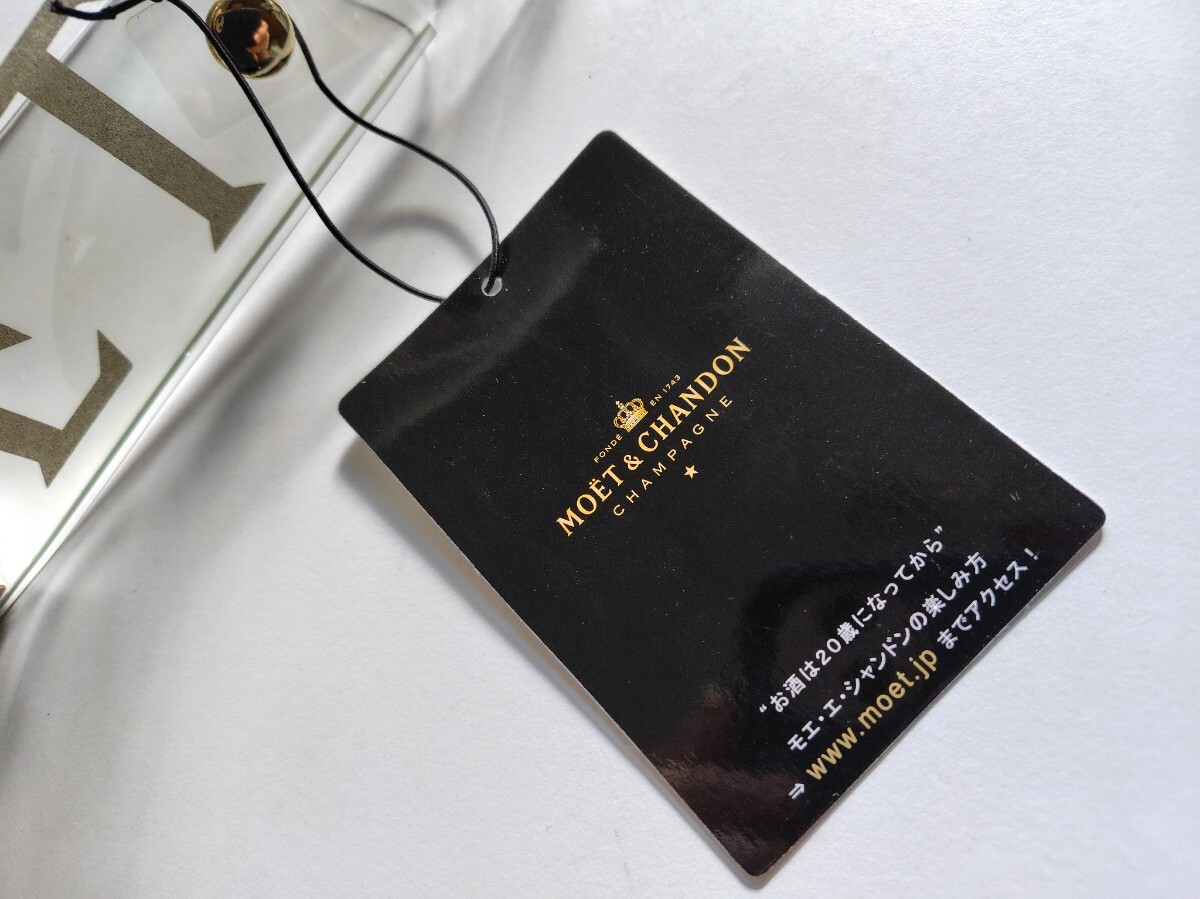 FONDÉ EN 1743
MOËT & CHANDON
CHAMPAGNE
“お酒は20歳になってから”
モエ・エ・シャンドンの楽しみ方
⇒ www.moet.jp までアクセス！